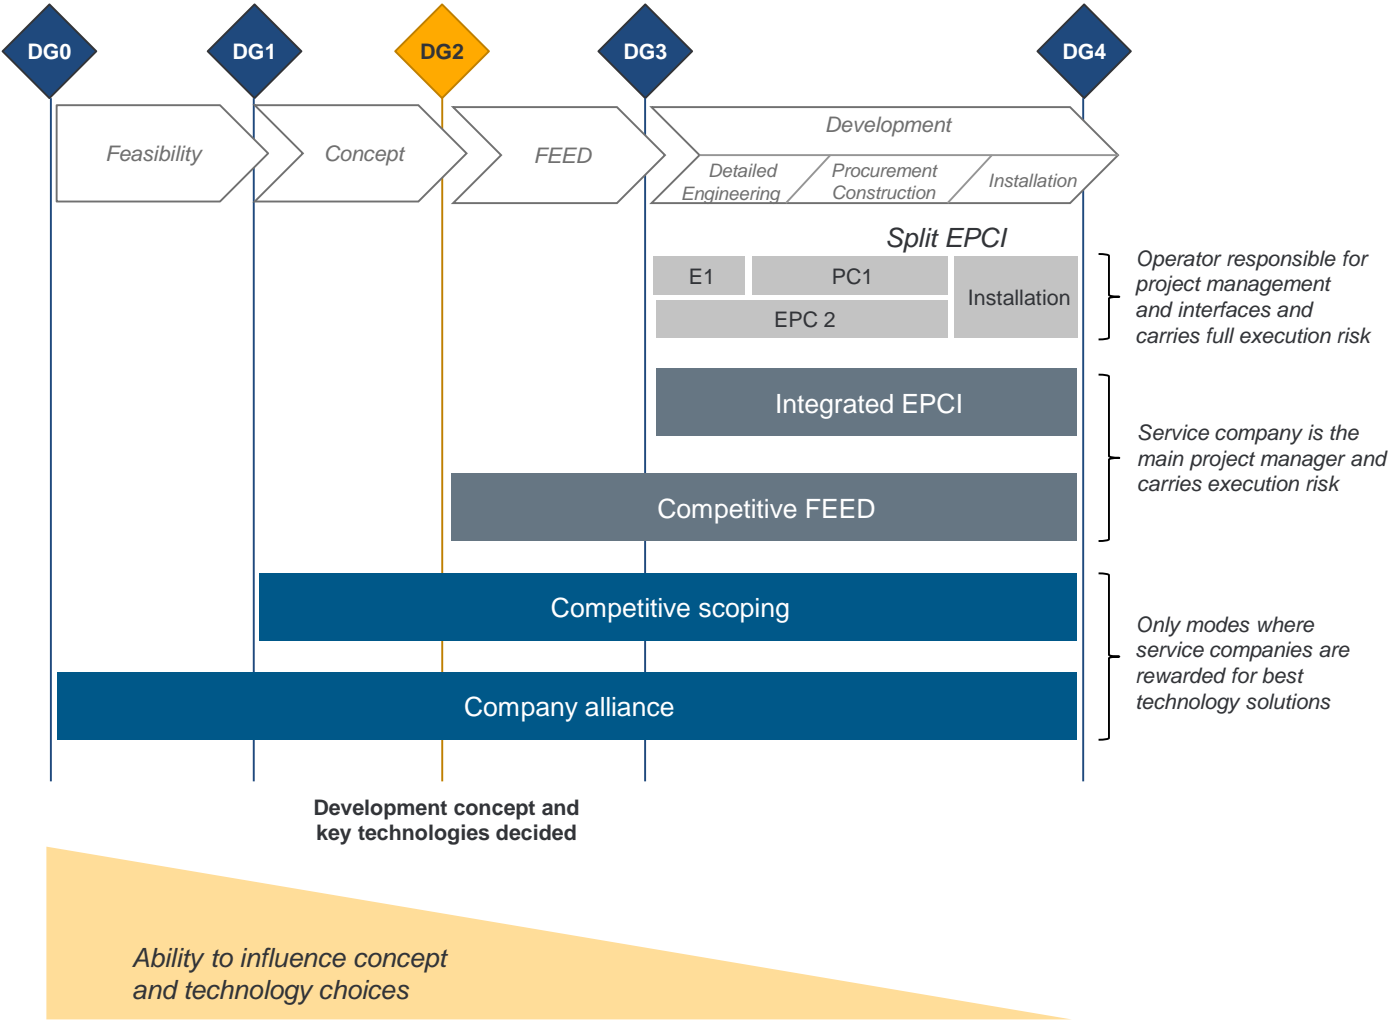 DG0
DG1
DG2
DG3
DG4
Feasibility
Concept
FEED
Development
Detailed
Engineering
Procurement
Construction
Installation
Split EPCI
E1
PC1
EPC 2
Installation
Operator responsible for
project management
and interfaces and
carries full execution risk
Integrated EPCI
Competitive FEED
Service company is the
main project manager and
carries execution risk
Competitive scoping
Company alliance
Only modes where
service companies are
rewarded for best
technology solutions
Development concept and
key technologies decided
Ability to influence concept
and technology choices